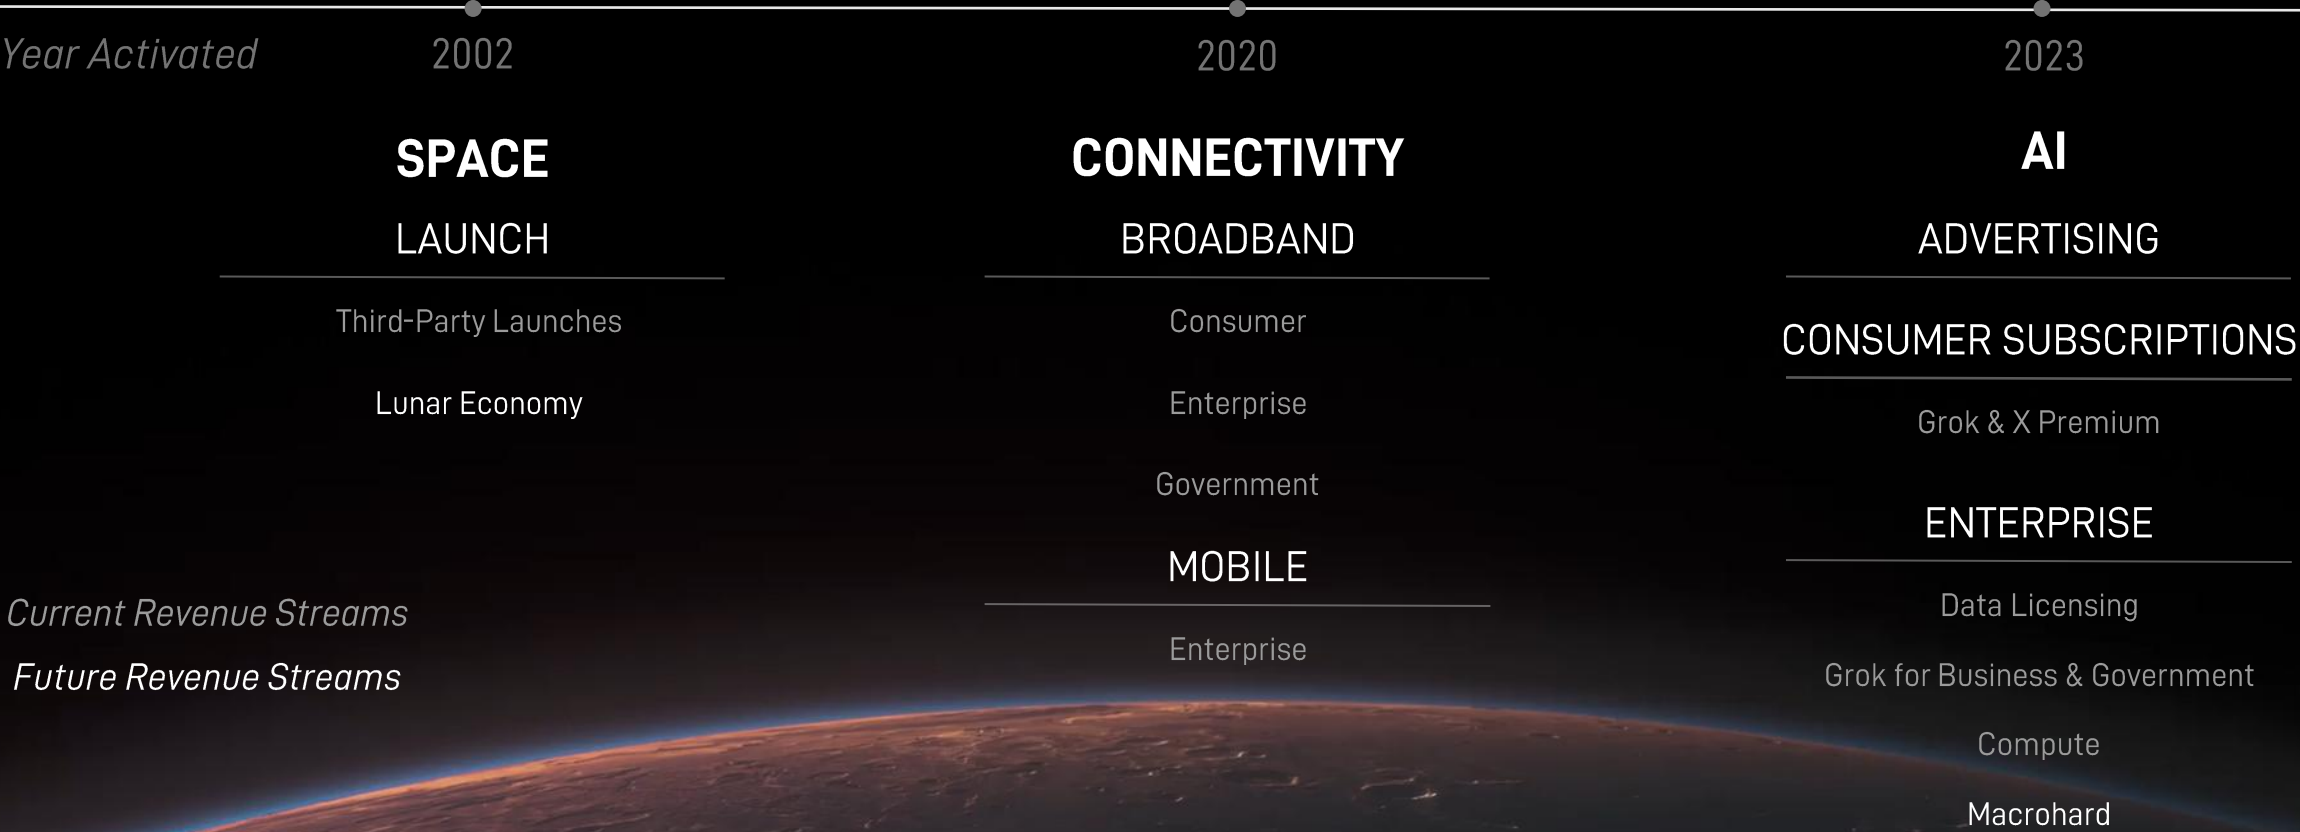 Year Activated
2002
2020
2023
SPACE
LAUNCH
Third-Party Launches
Lunar Economy
CONNECTIVITY
BROADBAND
Consumer
Enterprise
Government
MOBILE
Enterprise
AI
ADVERTISING
CONSUMER SUBSCRIPTIONS
Grok & X Premium
ENTERPRISE
Data Licensing
Grok for Business & Government
Compute
Macrohard
Current Revenue Streams
Future Revenue Streams